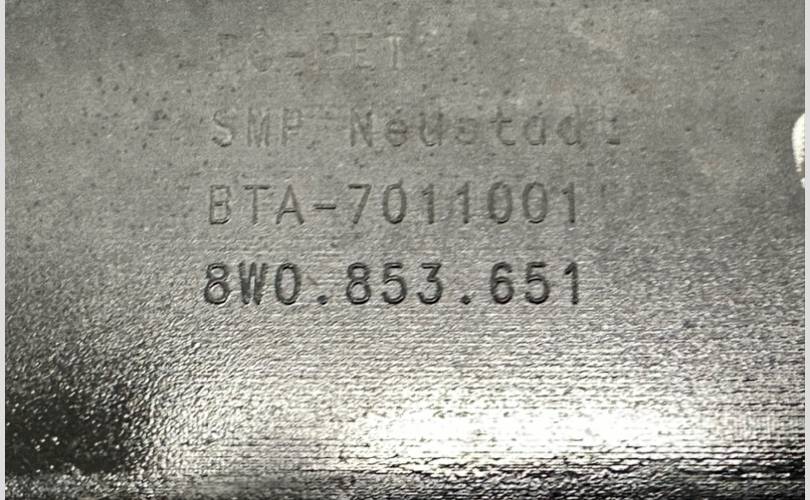 PC-PET
SMP Neustadt
BTA-7011001
8W0.853.651